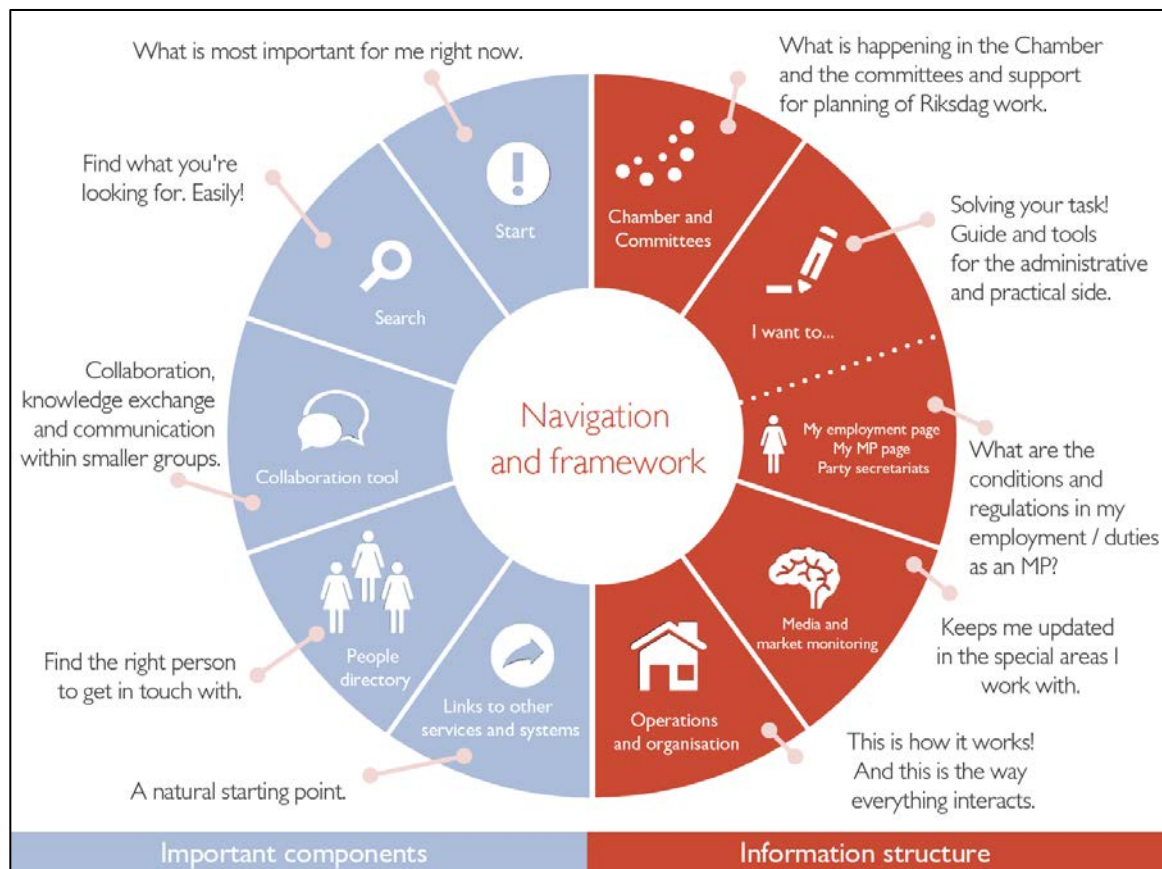 What is most important for me right now.
What is happening in the Chamber
and the committees and support
for planning of Riksdag work.
Find what you're
looking for. Easily!
Start
Chamber and
Committees
Solving your task!
Guide and tools
for the administrative
and practical side.
Search
I want to...
Collaboration,
knowledge exchange
and communication
within smaller groups.
Collaboration tool
Navigation
and framework
My employment page
My MP page
Party secretariats
What are the
conditions and
regulations in my
employment / duties
as an MP?
Media and
market monitoring
Keeps me updated
in the special areas I
work with.
Find the right person
to get in touch with.
People
directory
Links to other
services and systems
Operations
and organisation
A natural starting point.
This is how it works!
And this is the way
everything interacts.
Important components
Information structure